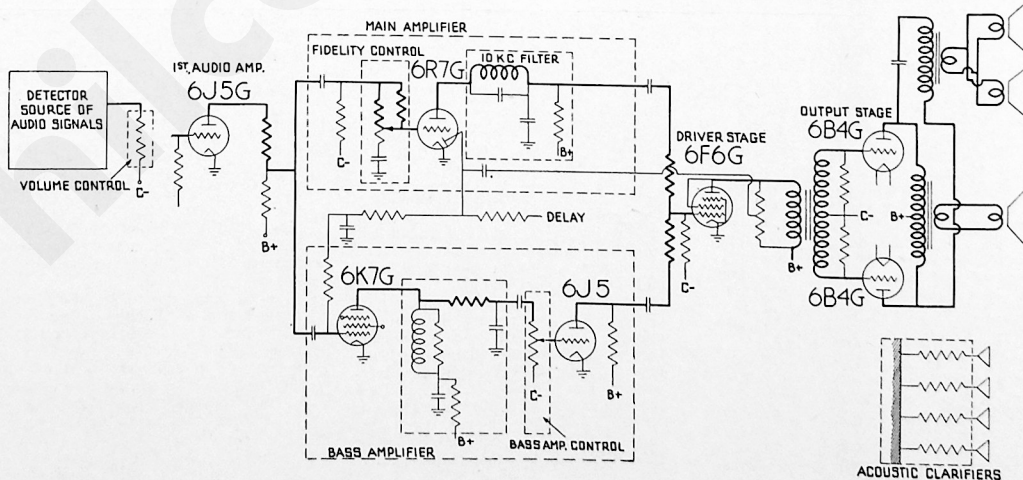 MAIN AMPLIFIER
FIDELITY CONTROL
10 KC FILTER
1ST. AUDIO AMP.
6J5G
6R7G
DETECTOR
SOURCE OF
AUDIO SIGNALS
VOLUME CONTROL
C-
B+
C-
B+
DRIVER STAGE
6F6G
OUTPUT STAGE
6B4G
DELAY
C-
B+
C-
B+
6B4G
6K7G
6J5
C-
B+
B+
BASS AMP. CONTROL
BASS AMPLIFIER
ACOUSTIC CLARIFIERS